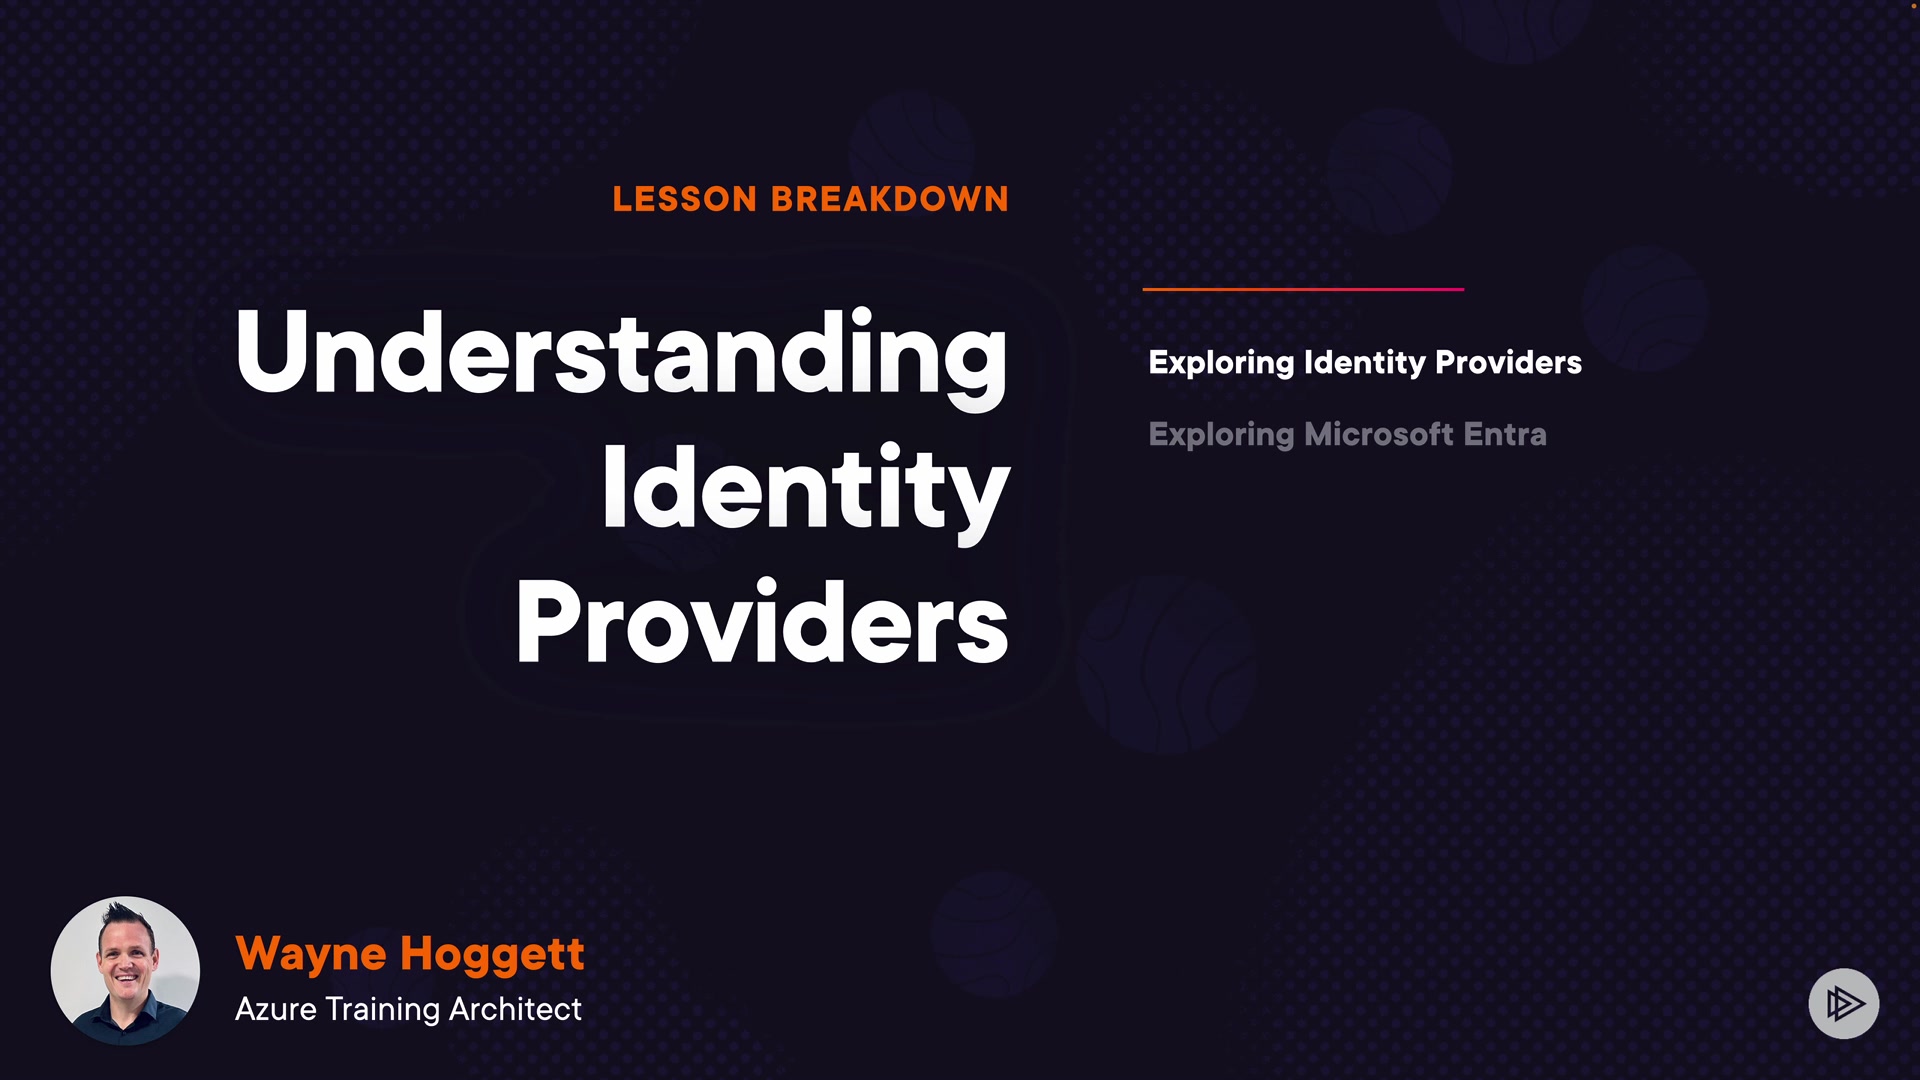 LESSON BREAKDOWN
Understanding
Identity
Providers
Exploring Identity Providers
Exploring Microsoft Entra
Wayne Hoggett
Azure Training Architect